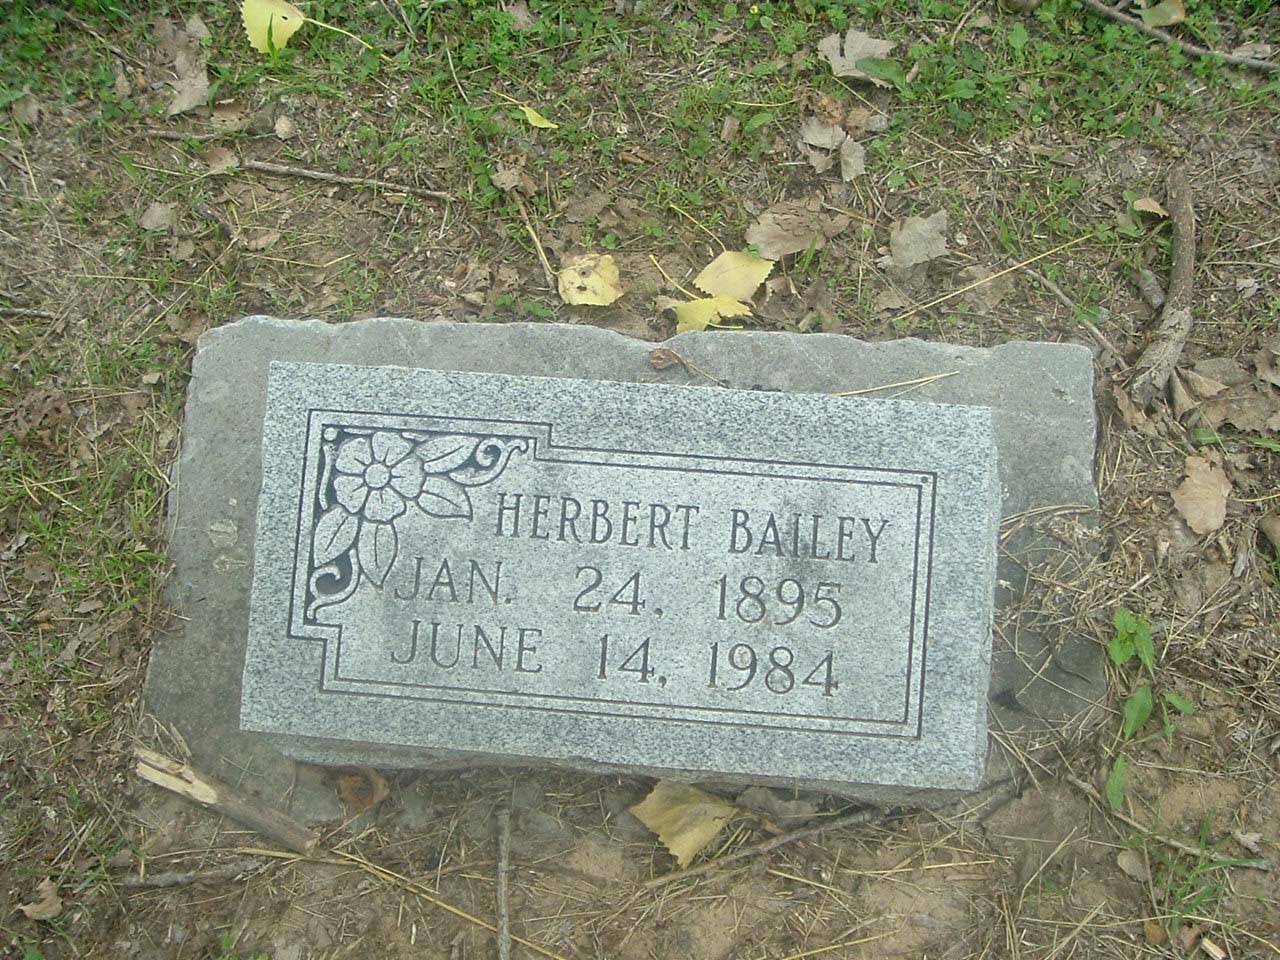 HERBERT BAILEY
JAN. 24, 1895
JUNE 14, 1984